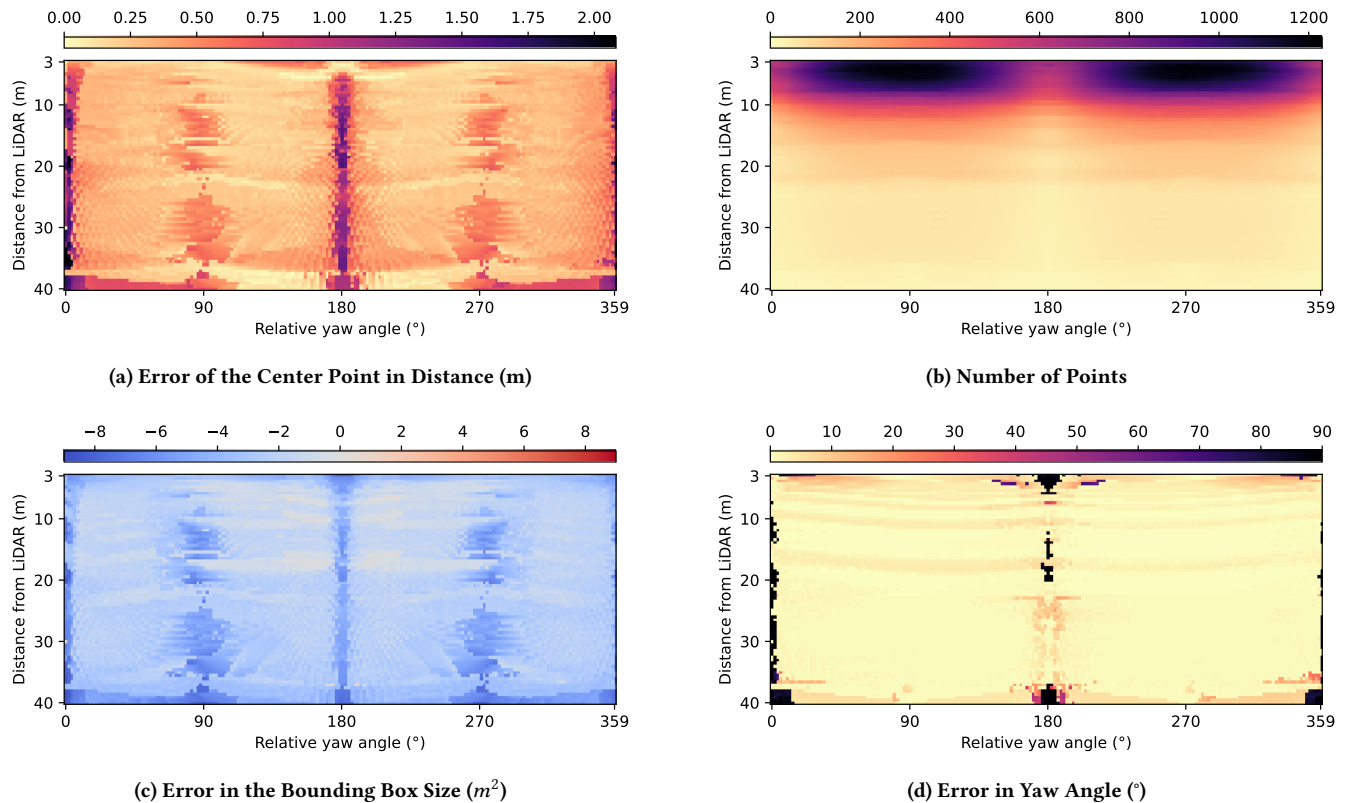 0.00 0.25 0.50 0.75 1.00 1.25 1.50 1.75 2.00
3
10
20
30
40
Distance from LiDAR (m)
0 90 180 270 359
Relative yaw angle (°)
(a) Error of the Center Point in Distance (m)
0 200 400 600 800 1000 1200
3
10
20
30
40
Distance from LiDAR (m)
0 90 180 270 359
Relative yaw angle (°)
(b) Number of Points
−8 −6 −4 −2 0 2 4 6 8
3
10
20
30
40
Distance from LiDAR (m)
0 90 180 270 359
Relative yaw angle (°)
(c) Error in the Bounding Box Size (m²)
0 10 20 30 40 50 60 70 80 90
3
10
20
30
40
Distance from LiDAR (m)
0 90 180 270 359
Relative yaw angle (°)
(d) Error in Yaw Angle (°)